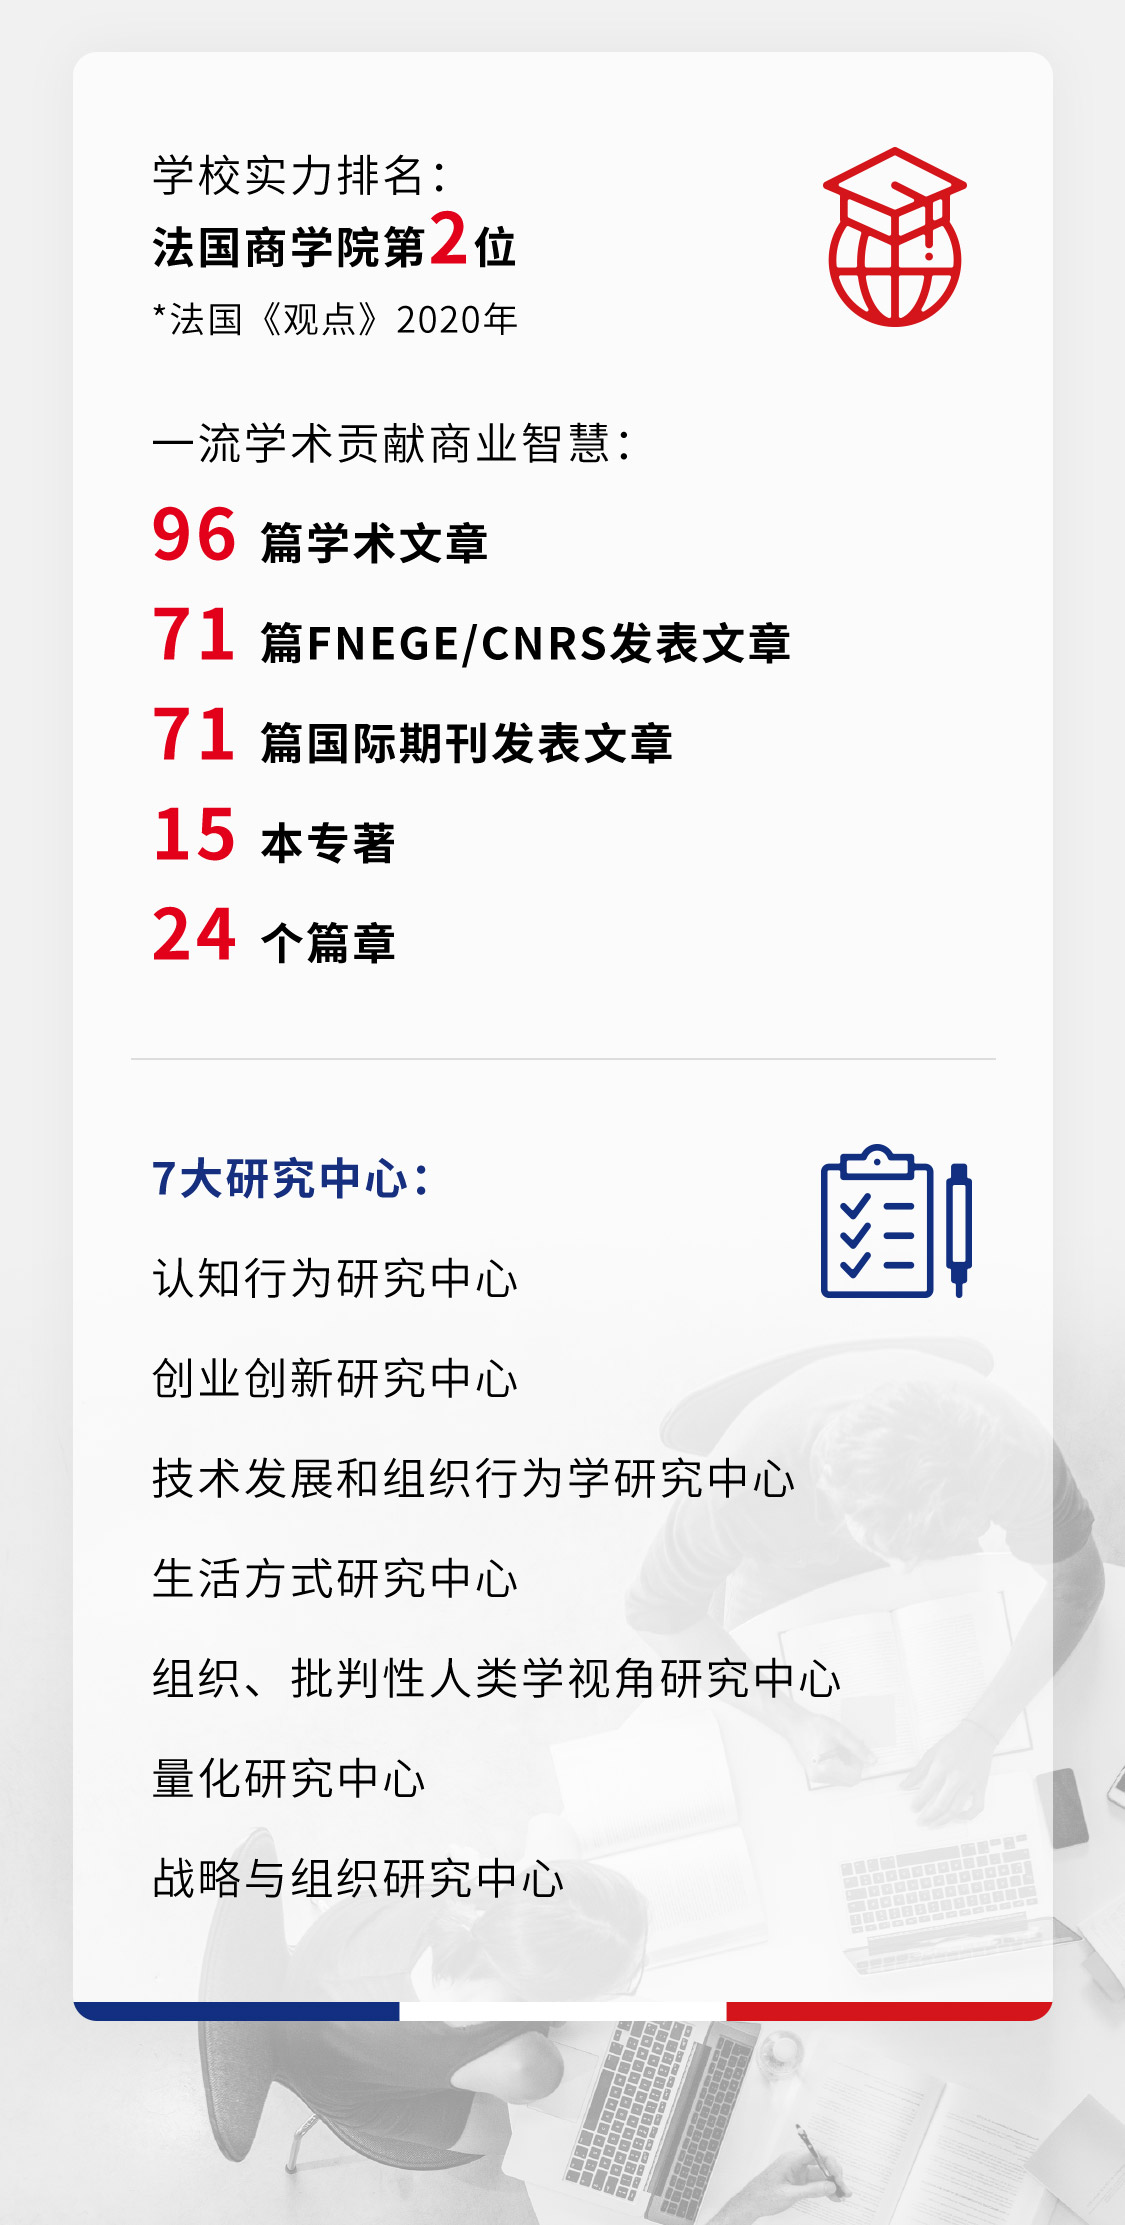 学校实力排名：
法国商学院第2位
*法国《观点》2020年
一流学术贡献商业智慧：
96 篇学术文章
71 篇FNEGE/CNRS发表文章
71 篇国际期刊发表文章
15 本专著
24 个篇章
7大研究中心：
认知行为研究中心
创业创新研究中心
技术发展和组织行为学研究中心
生活方式研究中心
组织、批判性人类学视角研究中心
量化研究中心
战略与组织研究中心